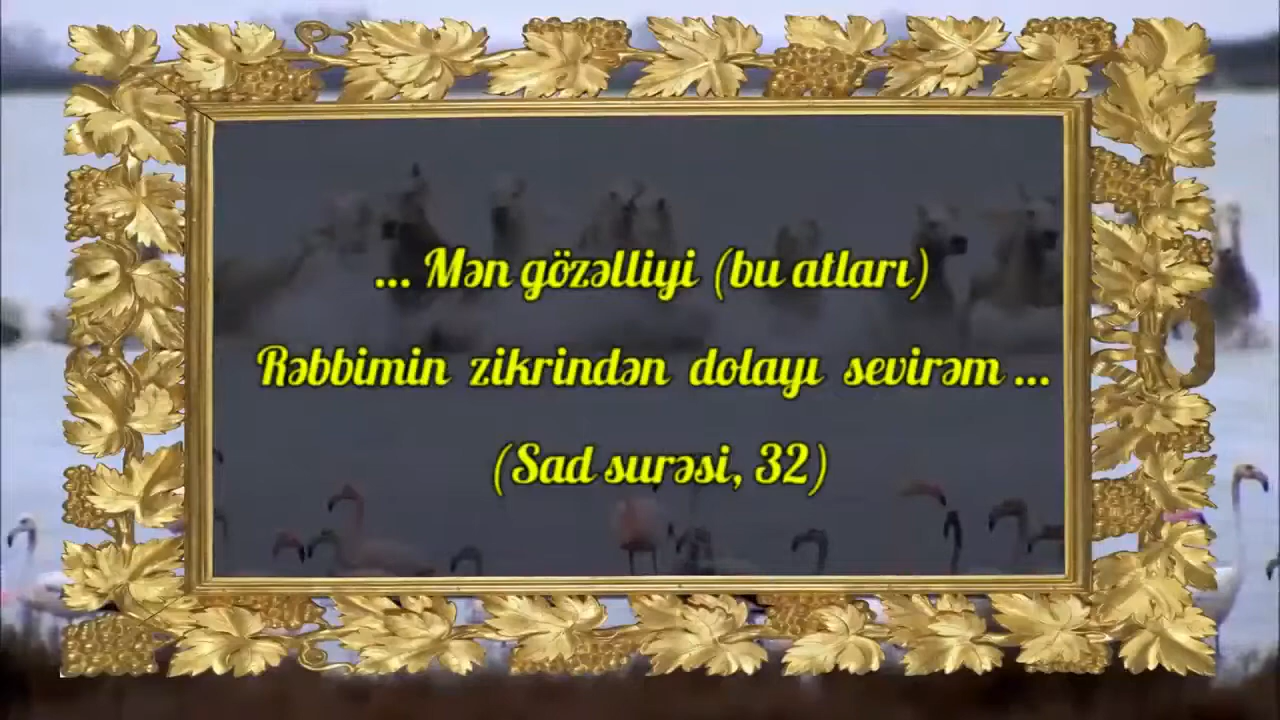 ... Mən gözəlliyi (bu atları)
Rəbbimin zikrindən dolayı sevirəm ...
(Sad surəsi, 32)